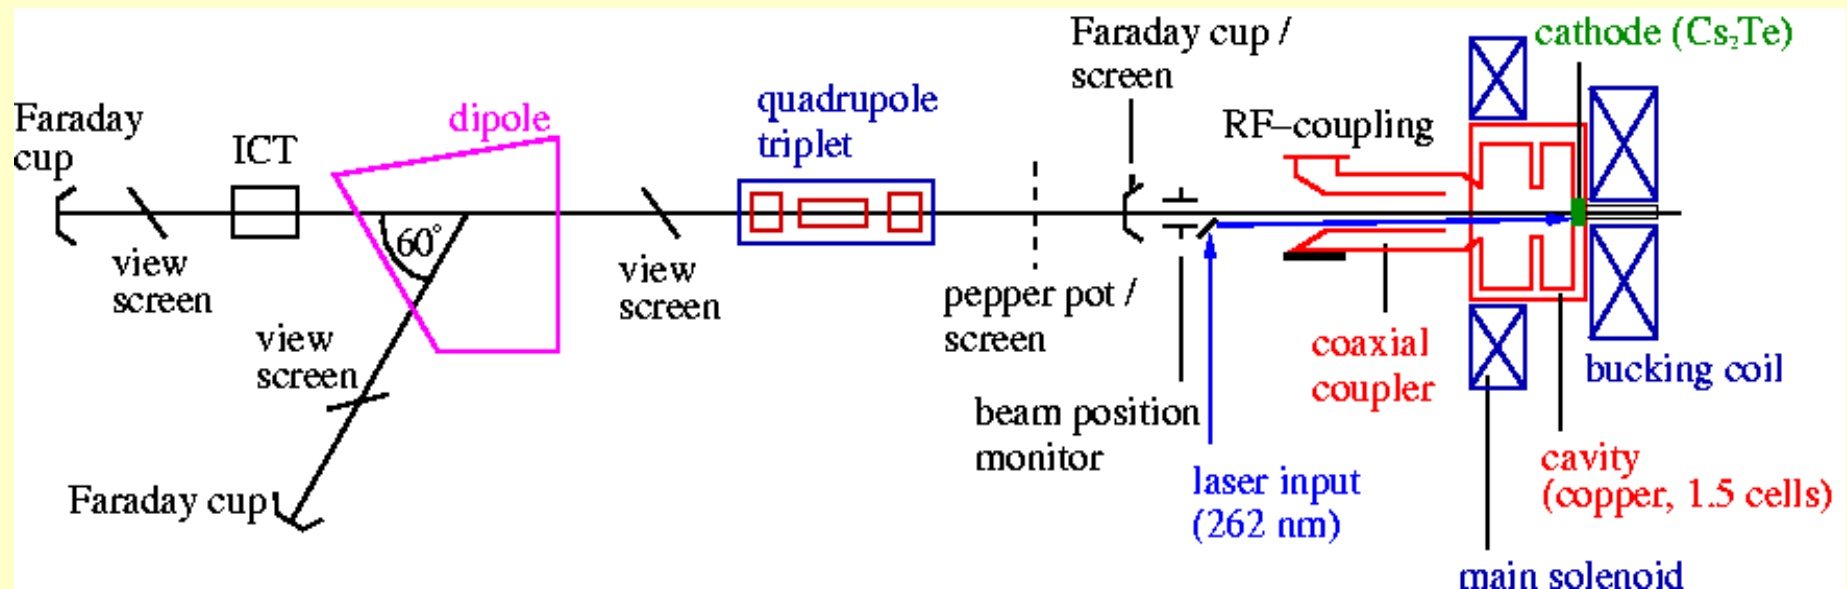 Faraday
cup
ICT
dipole
quadrupole
triplet
Faraday cup /
screen
RF–coupling
cathode (Cs₂Te)
60°
view
screen
view
screen
Faraday cup
view
screen
pepper pot /
screen
beam position
monitor
laser input
(262 nm)
coaxial
coupler
bucking coil
cavity
(copper, 1.5 cells)
main solenoid